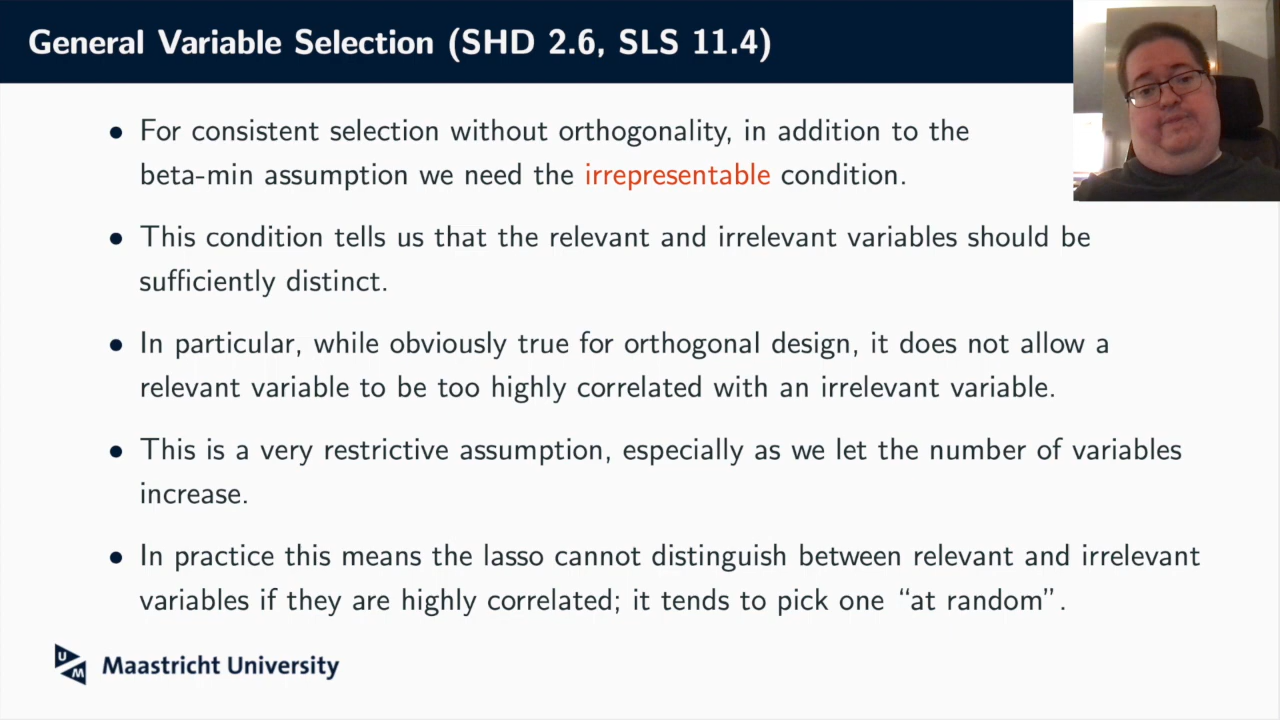 General Variable Selection (SHD 2.6, SLS 11.4)
• For consistent selection without orthogonality, in addition to the
beta-min assumption we need the irrepresentable condition.
• This condition tells us that the relevant and irrelevant variables should be
sufficiently distinct.
• In particular, while obviously true for orthogonal design, it does not allow a
relevant variable to be too highly correlated with an irrelevant variable.
• This is a very restrictive assumption, especially as we let the number of variables
increase.
• In practice this means the lasso cannot distinguish between relevant and irrelevant
variables if they are highly correlated; it tends to pick one “at random”.
UM Maastricht University